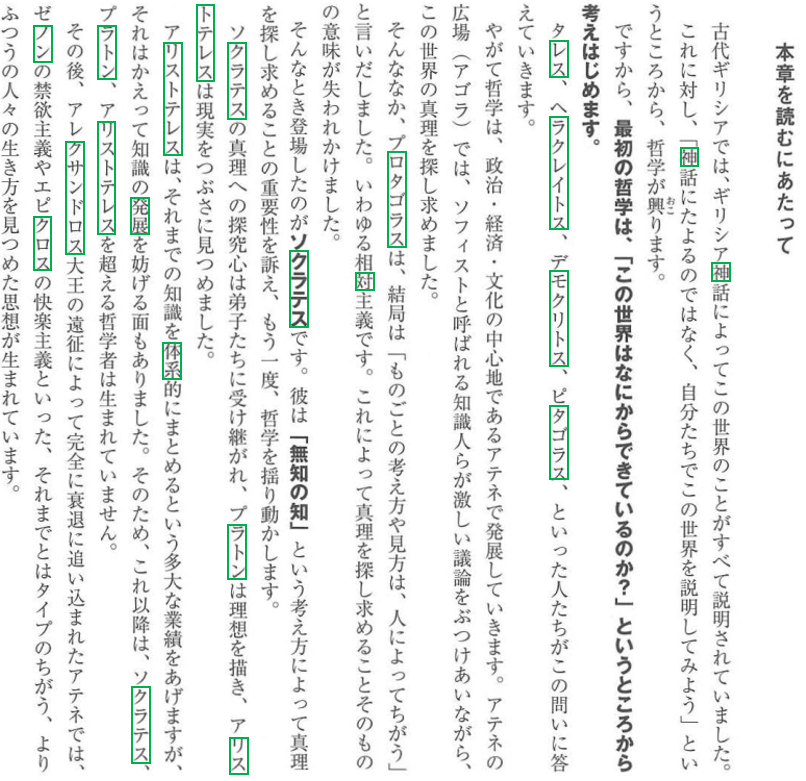 本章を読むにあたって
古代ギリシアでは、ギリシア神話によってこの世界のことがすべて説明されていました。
これに対し、「神話にたよるのではなく、自分たちでこの世界を説明してみよう」とい
うところから、哲学が興ります。
ですから、最初の哲学は、「この世界はなにからできているのか?」というところから
考えはじめます。
タレス、ヘラクレイトス、デモクリトス、ピタゴラス、といった人たちがこの問いに答
えていきます。
やがて哲学は、政治・経済・文化の中心地であるアテネで発展していきます。アテネの
広場（アゴラ）では、ソフィストと呼ばれる知識人らが激しい議論をぶつけあいながら、
この世界の真理を探し求めました。
そんななか、プロタゴラスは、結局は「ものごとの考え方や見方は、人によってちがう」
と言いだしました。いわゆる相対主義です。これによって真理を探し求めることそのもの
の意味が失われかけました。
そんなとき登場したのがソクラテスです。彼は「無知の知」という考え方によって真理
を探し求めることの重要性を訴え、もう一度、哲学を揺り動かします。
ソクラテスの真理への探究心は弟子たちに受け継がれ、プラトンは理想を描き、アリス
トテレスは現実をつぶさに見つめました。
アリストテレスは、それまでの知識を体系的にまとめるという多大な業績をあげますが、
それはかえって知識の発展を妨げる面もありました。そのため、これ以降は、ソクラテス、
プラトン、アリストテレスを超える哲学者は生まれていません。
その後、アレクサンドロス大王の遠征によって完全に衰退に追い込まれたアテネでは、
ゼノンの禁欲主義やエピクロスの快楽主義といった、それまでとはタイプのちがう、より
ふつうの人々の生き方を見つめた思想が生まれています。
おこ